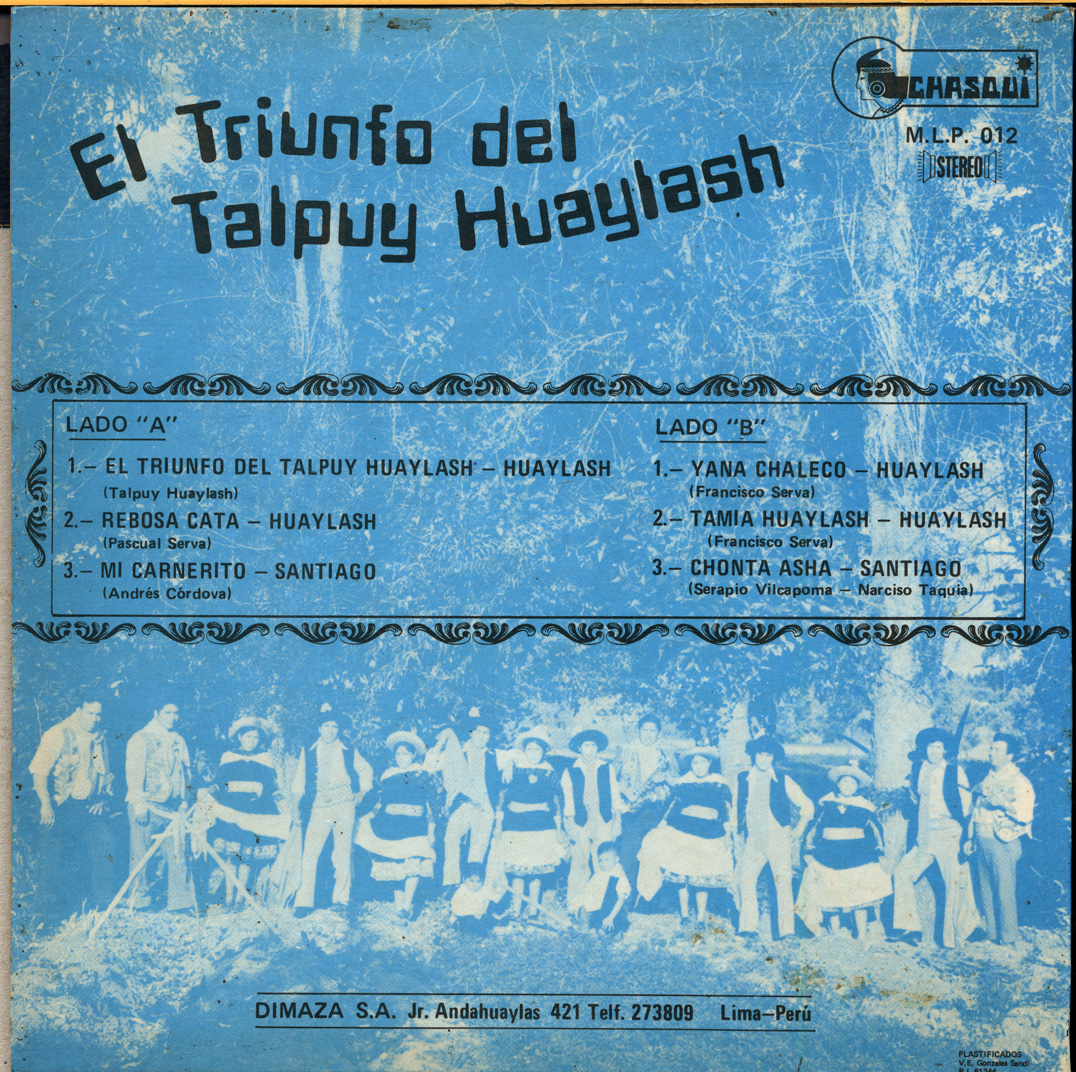 El Triunfo del
Talpuy Huaylash
CHASQUI
M.L.P. 012
STEREO
LADO "A"
1.– EL TRIUNFO DEL TALPUY HUAYLASH – HUAYLASH
(Talpuy Huaylash)
2.– REBOSA CATA – HUAYLASH
(Pascual Serva)
3.– MI CARNERITO – SANTIAGO
(Andrés Córdova)
LADO "B"
1.– YANA CHALECO – HUAYLASH
(Francisco Serva)
2.– TAMIA HUAYLASH – HUAYLASH
(Francisco Serva)
3.– CHONTA ASHA – SANTIAGO
(Serapio Vilcapoma – Narciso Taquia)
DIMAZA S.A. Jr. Andahuaylas 421 Telf. 273809 Lima–Perú
PLASTIFICADOS
V.E. Gonzales Sendi